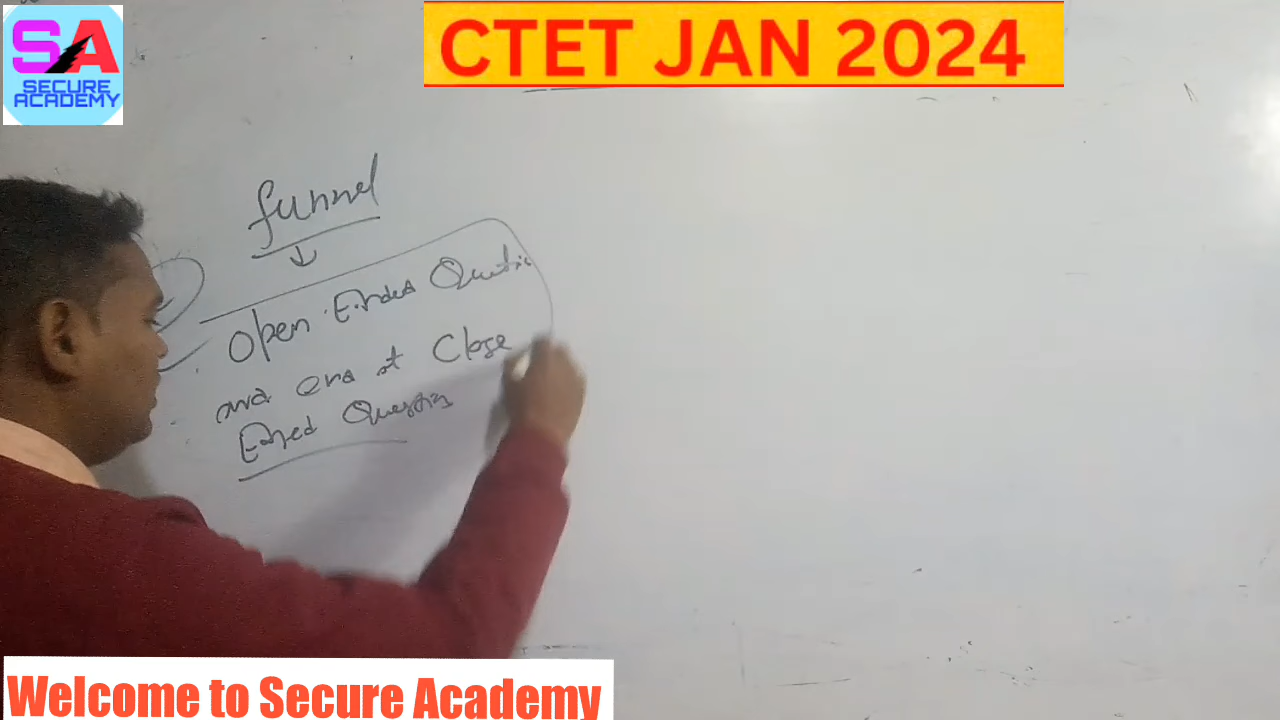 SA
SECURE
ACADEMY
CTET JAN 2024
funnel
Open Ended Questio
and end at Close
Ended Question
Welcome to Secure Academy